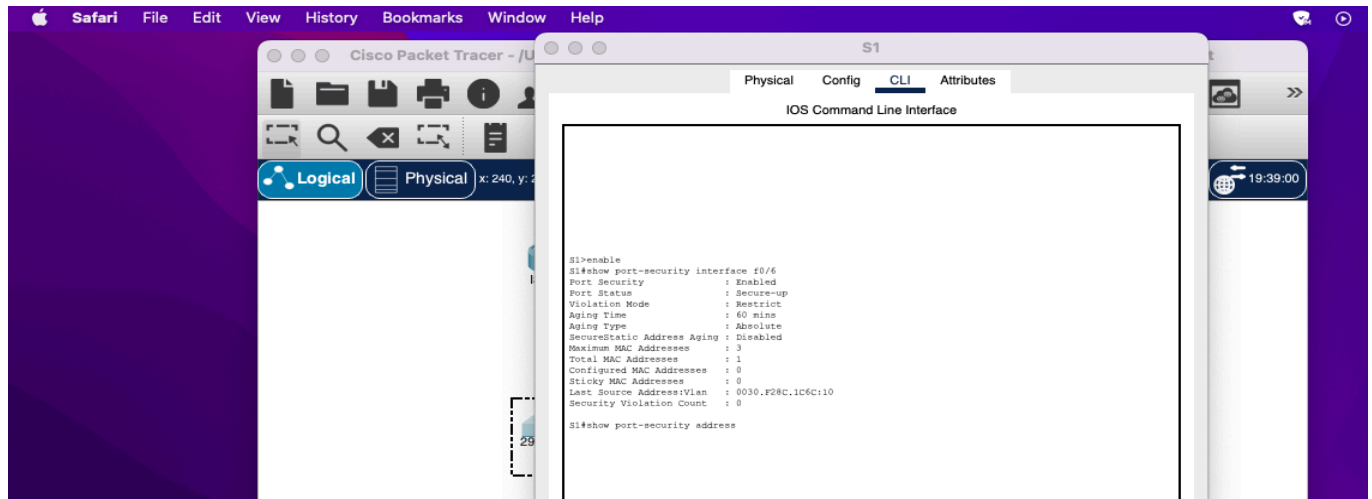 Safari File Edit View History Bookmarks Window Help
Cisco Packet Tracer - /U
S1
t
Physical Config CLI Attributes
IOS Command Line Interface
Logical Physical x: 240, y: 2
19:39:00
S1>enable
S1#show port-security interface f0/6
Port Security : Enabled
Port Status : Secure-up
Violation Mode : Restrict
Aging Time : 60 mins
Aging Type : Absolute
SecureStatic Address Aging : Disabled
Maximum MAC Addresses : 3
Total MAC Addresses : 1
Configured MAC Addresses : 0
Sticky MAC Addresses : 0
Last Source Address:Vlan : 0030.F28C.1C6C:10
Security Violation Count : 0
S1#show port-security address
29